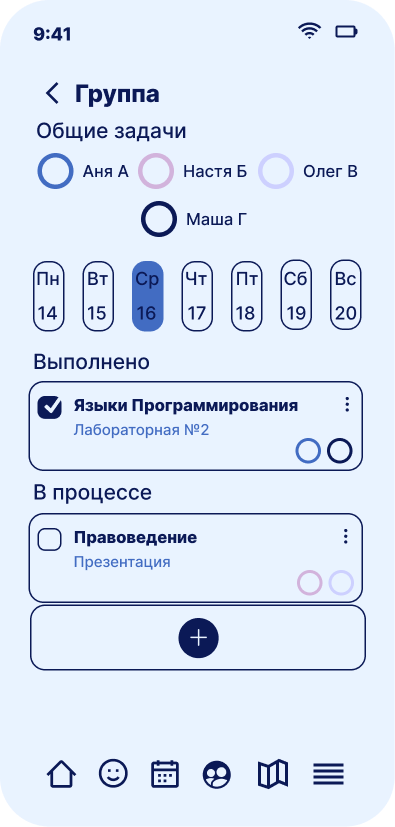 9:41
Группа
Общие задачи
Аня А Настя Б Олег В
Маша Г
Пн Вт Ср Чт Пт Сб Вс
14 15 16 17 18 19 20
Выполнено
Языки Программирования
Лабораторная №2
В процессе
Правоведение
Презентация